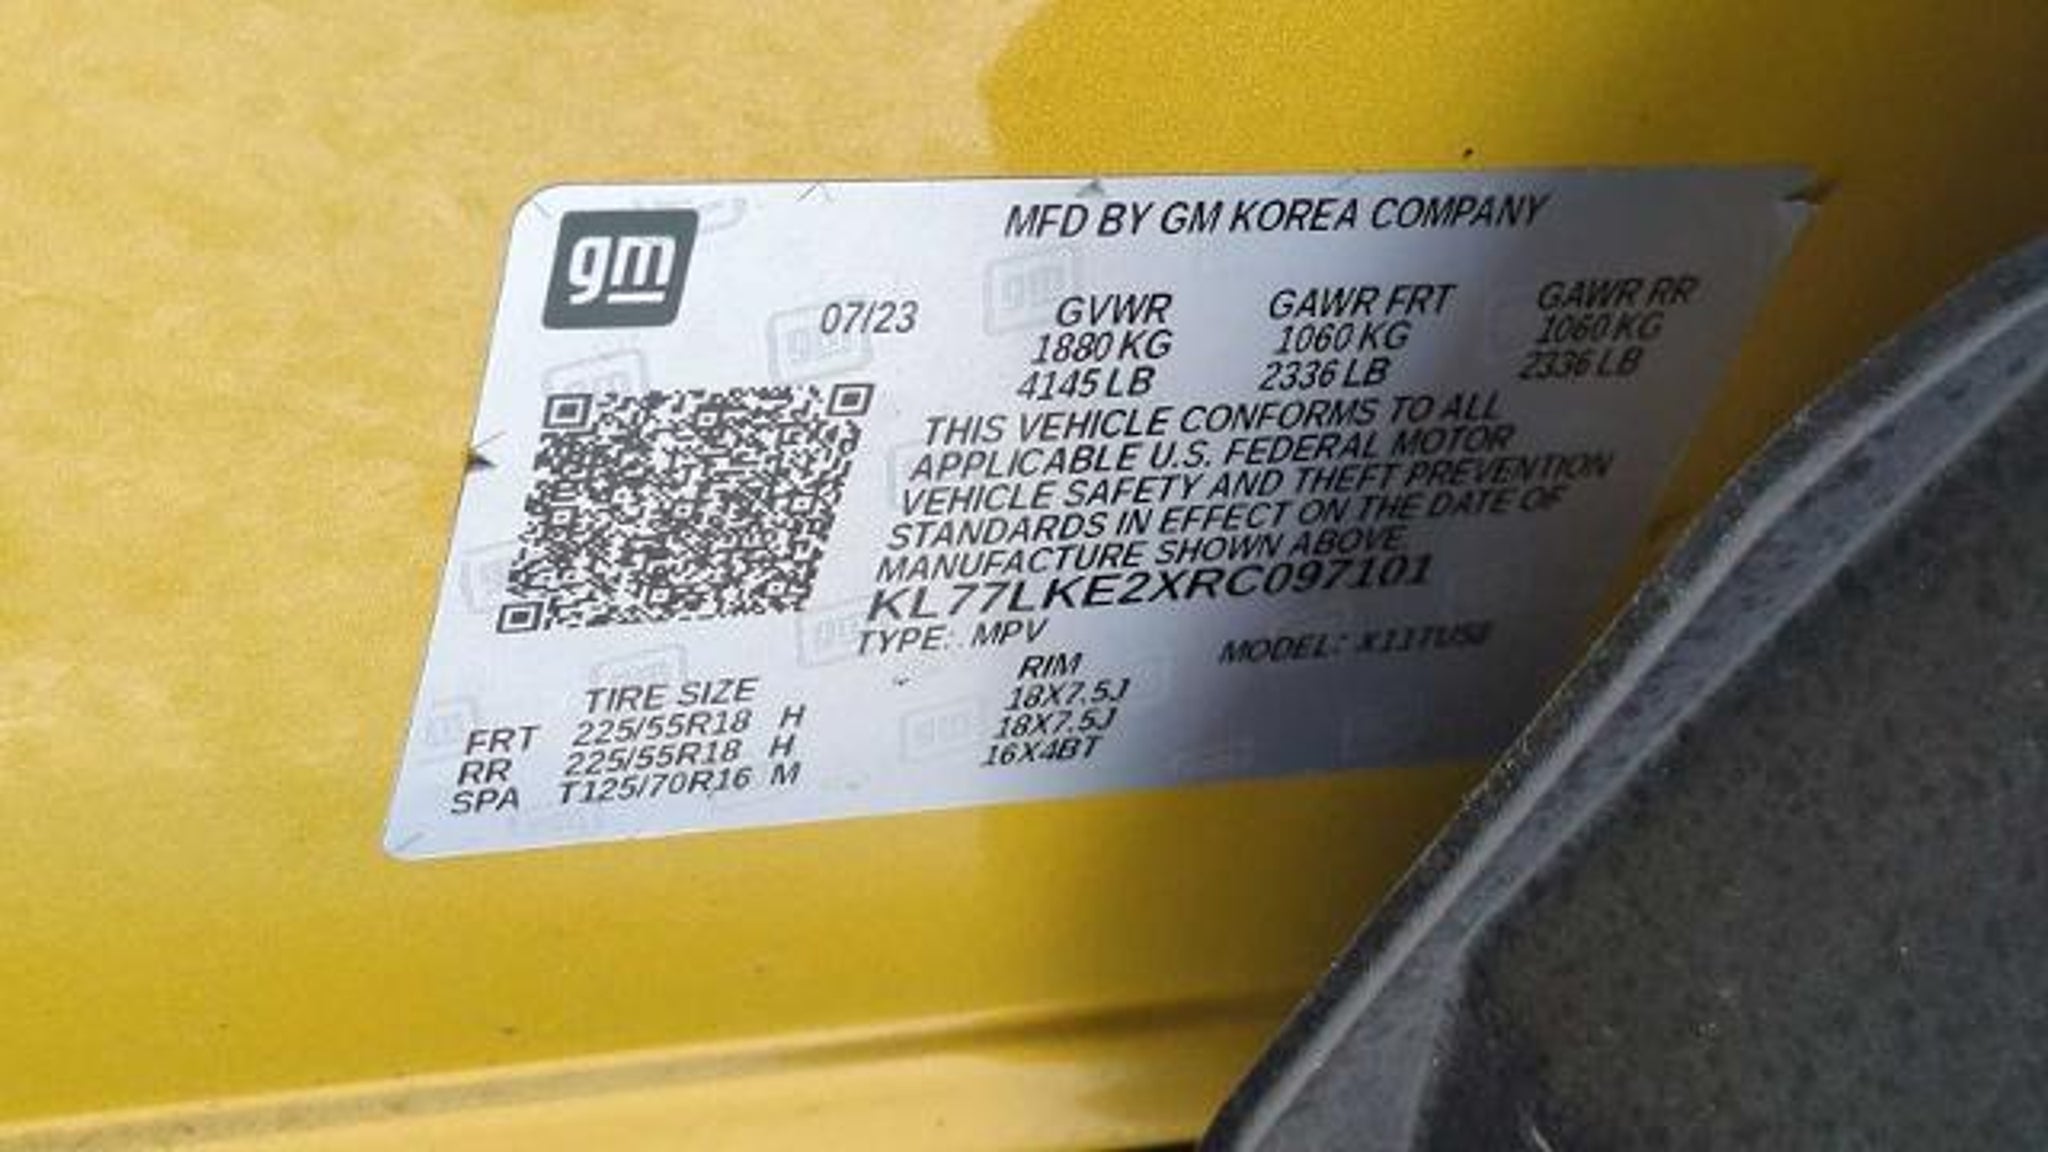 gm
MFD BY GM KOREA COMPANY
07/23
GVWR GAWR FRT GAWR RR
1880 KG 1060 KG 1060 KG
4145 LB 2336 LB 2336 LB
THIS VEHICLE CONFORMS TO ALL
APPLICABLE U.S. FEDERAL MOTOR
VEHICLE SAFETY AND THEFT PREVENTION
STANDARDS IN EFFECT ON THE DATE OF
MANUFACTURE SHOWN ABOVE
KL77LKE2XRC097101
TYPE: MPV MODEL:
TIRE SIZE RIM
FRT 225/55R18 H 18X7.5J
RR 225/55R18 H 18X7.5J
SPA T125/70R16 M 16X4BT